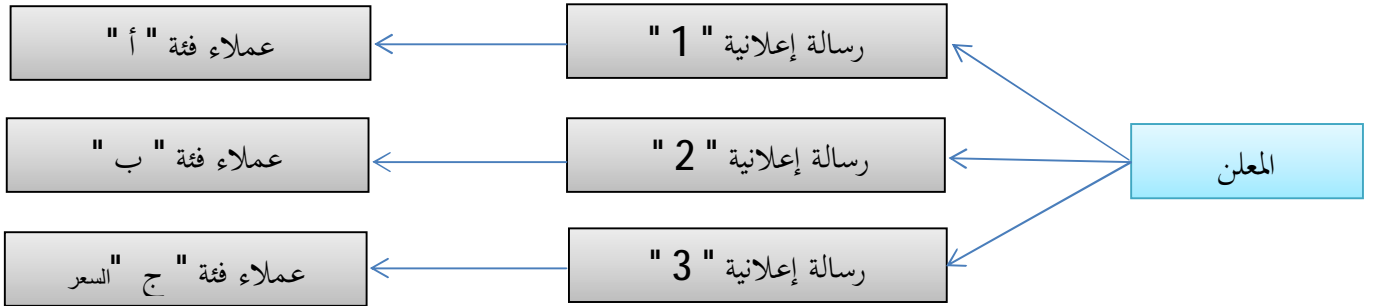 رسالة إعلانية " 1 "
عملاء فئة " أ "
المعلن
رسالة إعلانية " 2 "
عملاء فئة " ب "
رسالة إعلانية " 3 "
عملاء فئة " ج "السعر